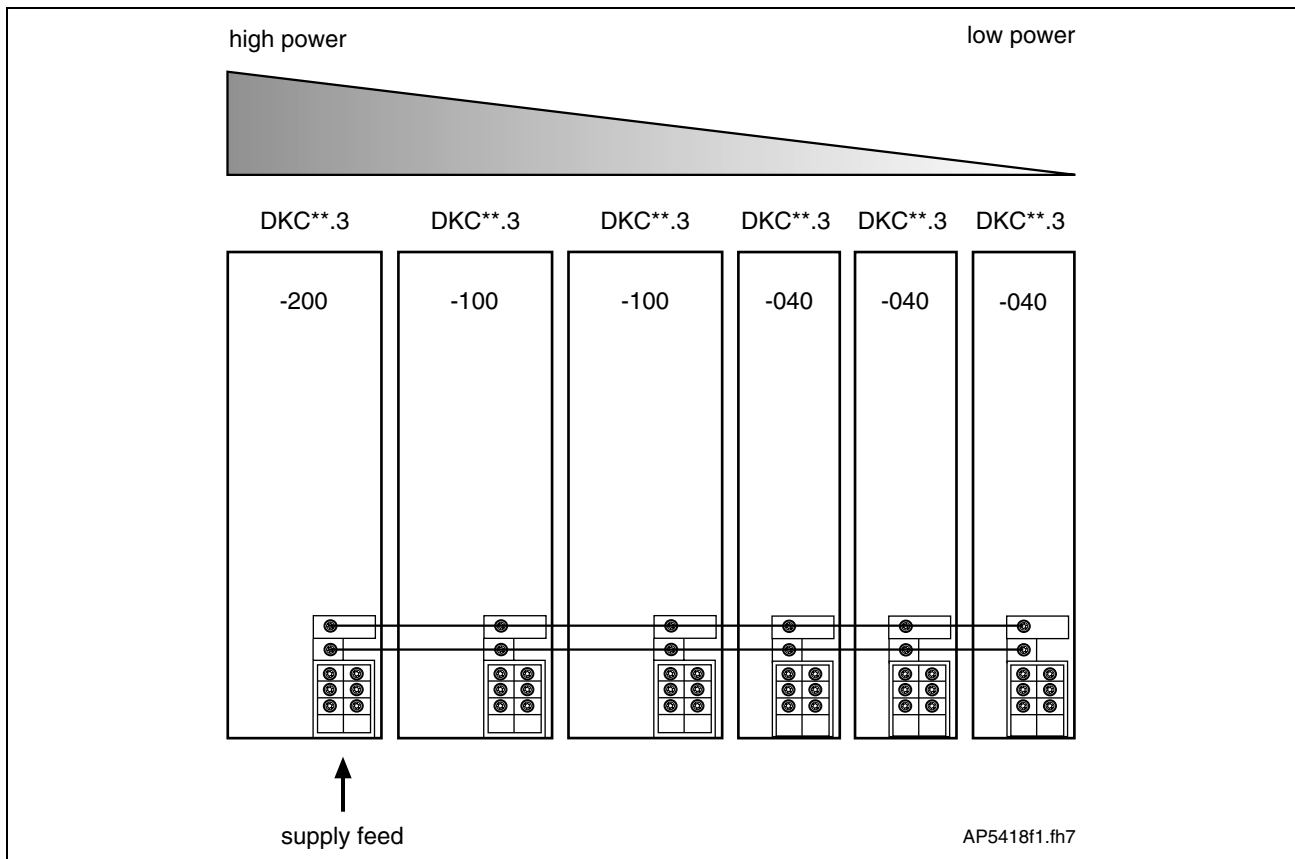 high power
low power
DKC**.3 DKC**.3 DKC**.3 DKC**.3 DKC**.3 DKC**.3
-200 -100 -100 -040 -040 -040
supply feed
AP5418f1.fh7